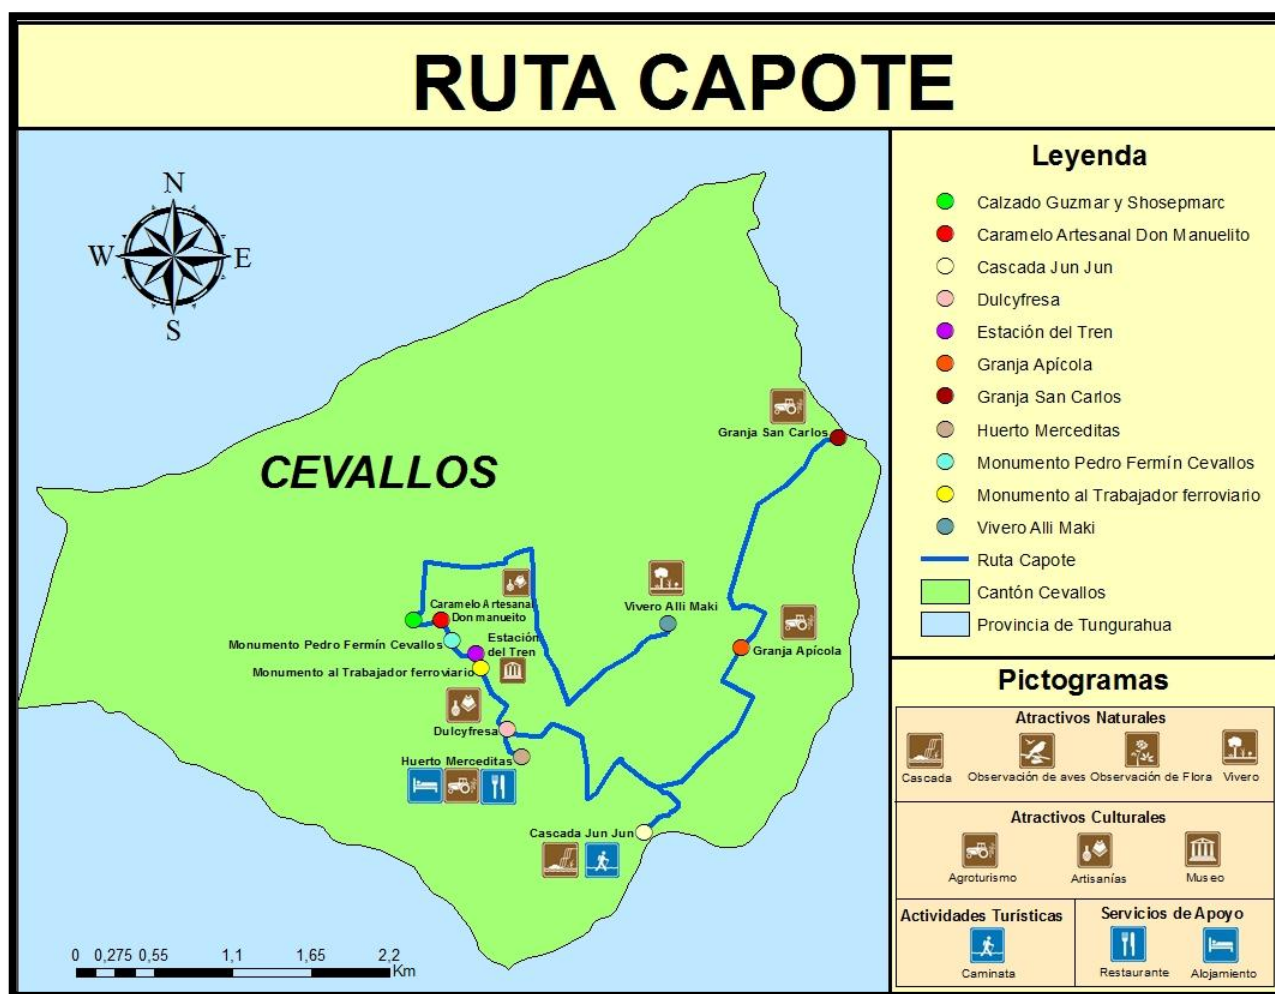 RUTA CAPOTE
N
W
E
S
CEVALLOS
Granja San Carlos
Caramelo Artesanal
Don manueito
Vivero Alli Maki
Monumento Pedro Fermín Cevallos
Estación
del Tren
Granja Apícola
Monumento al Trabajador ferroviario
Dulcyfresa
Huerto Merceditas
Cascada Jun Jun
0 0,275 0,55 1,1 1,65 2,2
Km
Leyenda
Calzado Guzmar y Shosepmarc
Caramelo Artesanal Don Manuelito
Cascada Jun Jun
Dulcyfresa
Estación del Tren
Granja Apícola
Granja San Carlos
Huerto Merceditas
Monumento Pedro Fermín Cevallos
Monumento al Trabajador ferroviario
Vivero Alli Maki
Ruta Capote
Cantón Cevallos
Provincia de Tungurahua
Pictogramas
Atractivos Naturales
Cascada Observación de aves Observación de Flora Vivero
Atractivos Culturales
Agroturismo Artisanías Museo
Actividades Turísticas
Caminata
Servicios de Apoyo
Restaurante Alojamiento